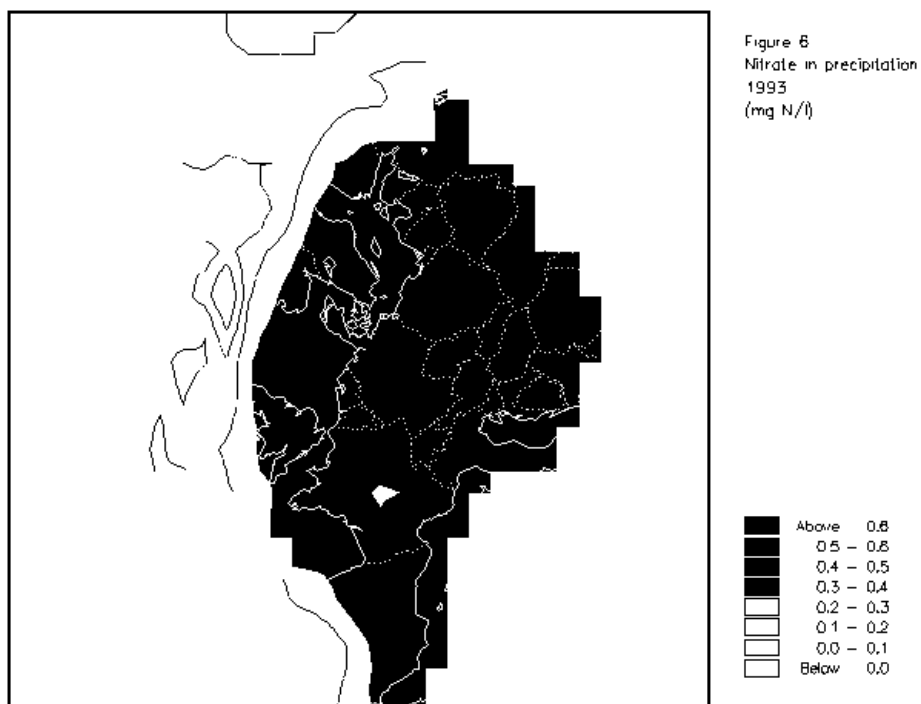 Figure 6
Nitrate in precipitation
1993
(mg N/l)
Above 0.6
0.5 - 0.6
0.4 - 0.5
0.3 - 0.4
0.2 - 0.3
0.1 - 0.2
0.0 - 0.1
Below 0.0